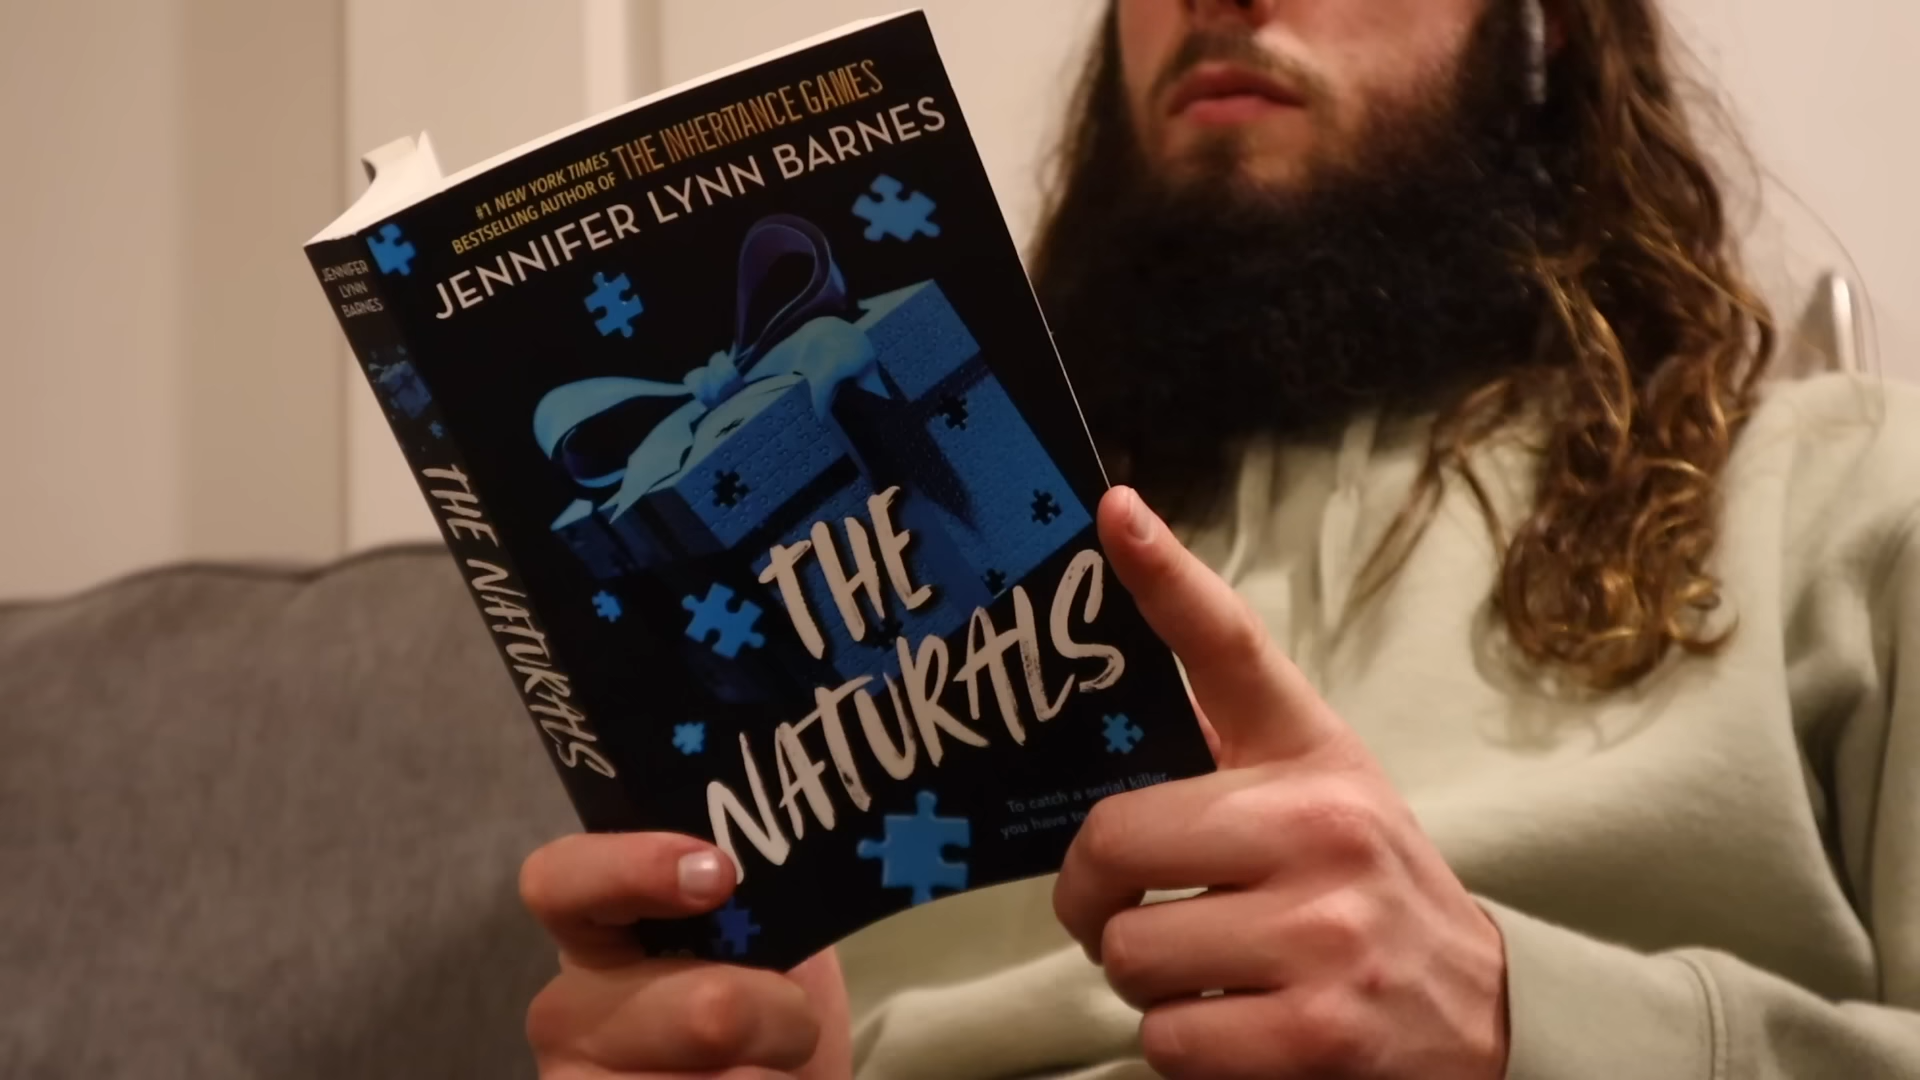 #1 NEW YORK TIMES
BESTSELLING AUTHOR OF THE INHERITANCE GAMES
JENNIFER LYNN BARNES
THE
NATURALS
To catch a serial killer,
you have
JENNIFER
LYNN
BARNES
THE NATURALS